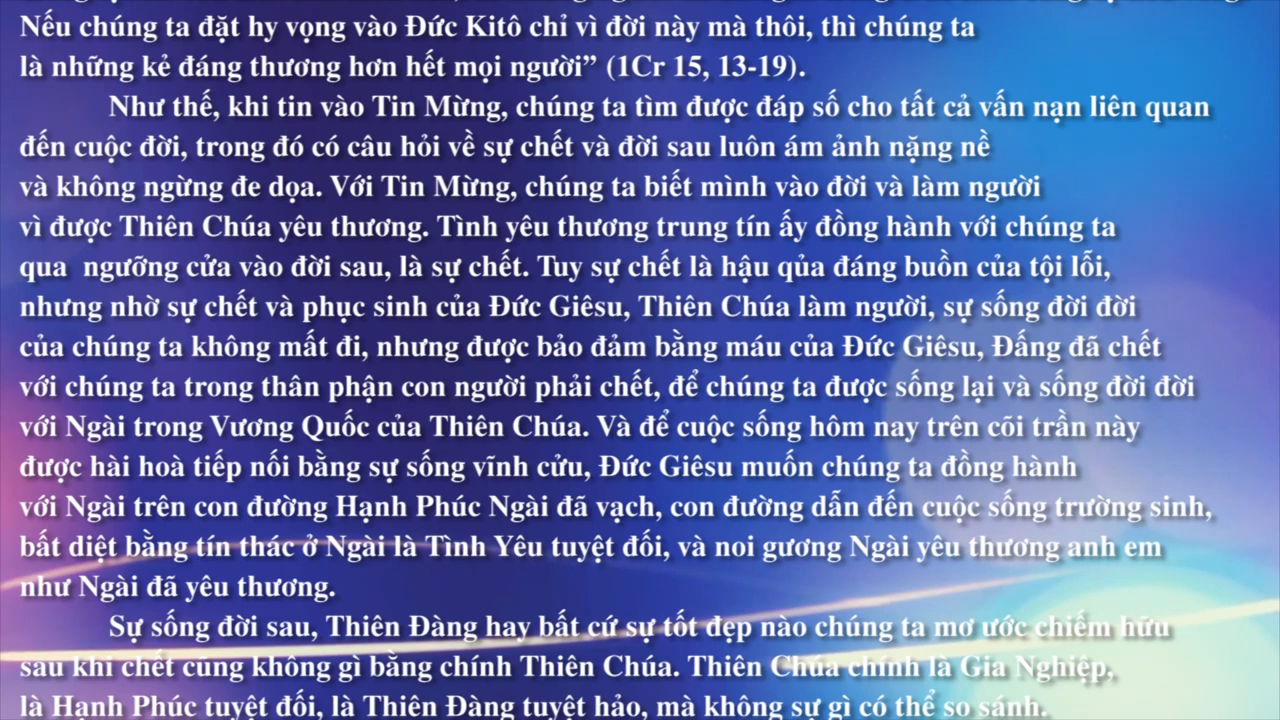 Nếu chúng ta đặt hy vọng vào Đức Kitô chỉ vì đời này mà thôi, thì chúng ta
là những kẻ đáng thương hơn hết mọi người” (1Cr 15, 13-19).
Như thế, khi tin vào Tin Mừng, chúng ta tìm được đáp số cho tất cả vấn nạn liên quan
đến cuộc đời, trong đó có câu hỏi về sự chết và đời sau luôn ám ảnh nặng nề
và không ngừng đe dọa. Với Tin Mừng, chúng ta biết mình vào đời và làm người
vì được Thiên Chúa yêu thương. Tình yêu thương trung tín ấy đồng hành với chúng ta
qua  ngưỡng cửa vào đời sau, là sự chết. Tuy sự chết là hậu qủa đáng buồn của tội lỗi,
nhưng nhờ sự chết và phục sinh của Đức Giêsu, Thiên Chúa làm người, sự sống đời đời
của chúng ta không mất đi, nhưng được bảo đảm bằng máu của Đức Giêsu, Đấng đã chết
với chúng ta trong thân phận con người phải chết, để chúng ta được sống lại và sống đời đời
với Ngài trong Vương Quốc của Thiên Chúa. Và để cuộc sống hôm nay trên cõi trần này
được hài hoà tiếp nối bằng sự sống vĩnh cửu, Đức Giêsu muốn chúng ta đồng hành
với Ngài trên con đường Hạnh Phúc Ngài đã vạch, con đường dẫn đến cuộc sống trường sinh,
bất diệt bằng tín thác ở Ngài là Tình Yêu tuyệt đối, và noi gương Ngài yêu thương anh em
như Ngài đã yêu thương.
Sự sống đời sau, Thiên Đàng hay bất cứ sự tốt đẹp nào chúng ta mơ ước chiếm hữu
sau khi chết cũng không gì bằng chính Thiên Chúa. Thiên Chúa chính là Gia Nghiệp,
là Hạnh Phúc tuyệt đối, là Thiên Đàng tuyệt hảo, mà không sự gì có thể so sánh.